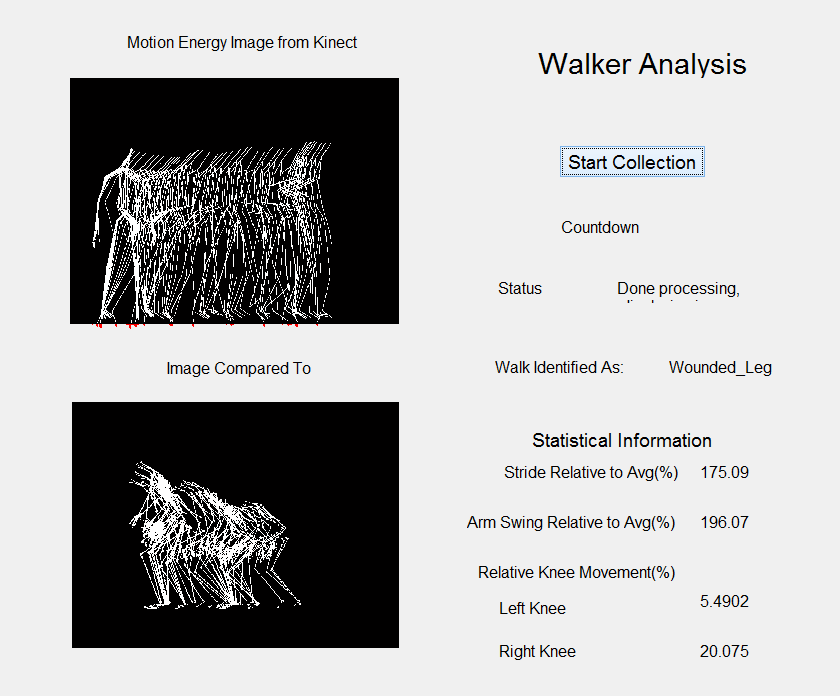 Motion Energy Image from Kinect
Walker Analysis
Start Collection
Countdown
Status
Done processing,
Walk Identified As:
Wounded_Leg
Image Compared To
Statistical Information
Stride Relative to Avg(%)
175.09
Arm Swing Relative to Avg(%)
196.07
Relative Knee Movement(%)
Left Knee
5.4902
Right Knee
20.075